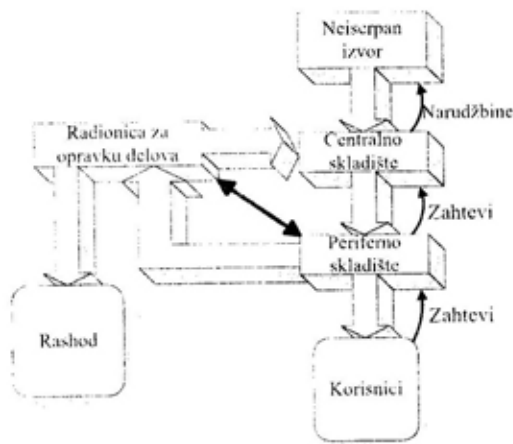 Neiscrpan
izvor
Narudžbine
Radionica za
opravku delova
Centralno
skladište
Zahtevi
Periferno
skladište
Zahtevi
Rashod
Korisnici